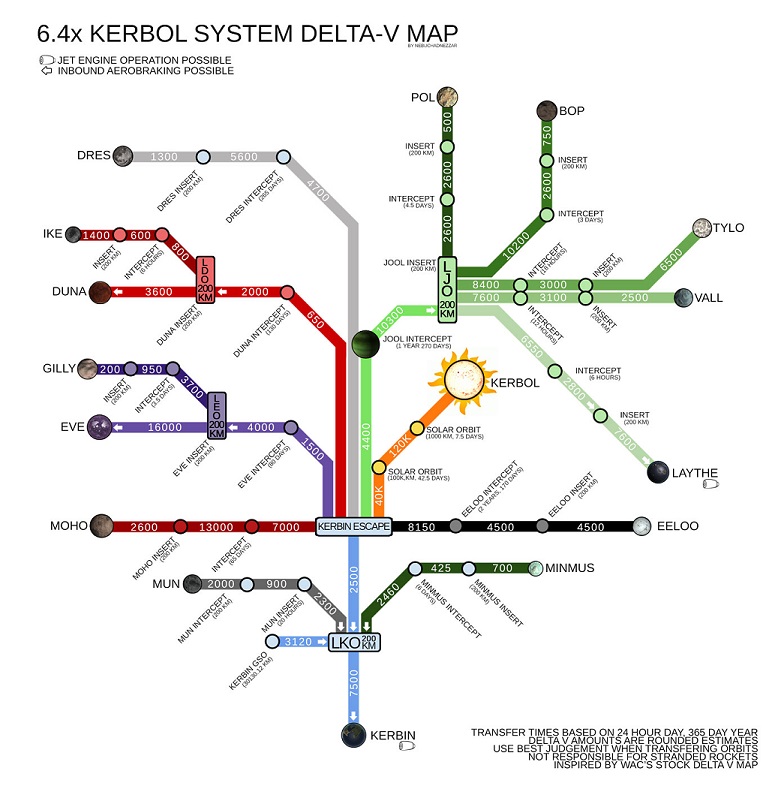 6.4x KERBOL SYSTEM DELTA-V MAP
BY NEBUCHADNEZZAR
JET ENGINE OPERATION POSSIBLE
INBOUND AEROBRAKING POSSIBLE
POL
500
INSERT
(200 KM)
2600
INTERCEPT
(4.5 DAYS)
2600
BOP
750
INSERT
(200 KM)
2600
INTERCEPT
(3 DAYS)
10200
DRES
1300
5600
4700
DRES INSERT
(200 KM)
DRES INTERCEPT
(265 DAYS)
TYLO
6500
IKE
1400
600
800
INSERT
(200 KM)
INTERCEPT
(6 HOURS)
LDO
200
KM
DUNA
3600
2000
650
DUNA INSERT
(200 KM)
DUNA INTERCEPT
(130 DAYS)
JOOL INSERT
(200 KM)
LJO
200
KM
8400
INTERCEPT
(18 HOURS)
3000
INSERT
(200 KM)
7600
INTERCEPT
(12 HOURS)
3100
INSERT
(200 KM)
2500
VALL
10300
JOOL INTERCEPT
(1 YEAR 270 DAYS)
6550
INTERCEPT
(6 HOURS)
2800
INSERT
(200 KM)
7600
LAYTHE
GILLY
200
950
3700
INSERT
(200 KM)
INTERCEPT
(3.5 DAYS)
LEO
200
KM
EVE
16000
4000
1500
EVE INSERT
(200 KM)
EVE INTERCEPT
(80 DAYS)
KERBOL
120K
SOLAR ORBIT
(1000 KM, 7.5 DAYS)
SOLAR ORBIT
(100K KM, 42.5 DAYS)
40K
4400
MOHO
2600
13000
7000
MOHO INSERT
(200 KM)
INTERCEPT
(65 DAYS)
KERBIN ESCAPE
8150
EELOO INTERCEPT
(2 YEARS, 170 DAYS)
4500
EELOO INSERT
(200 KM)
4500
EELOO
MUN
2000
900
2300
MUN INTERCEPT
(200 KM)
MUN INSERT
(20 HOURS)
2500
2460
425
700
MINMUS
MINMUS INTERCEPT
(6 DAYS)
MINMUS INSERT
(200 KM)
3120
KERBIN GSO
(30130.12 KM)
LKO
200
KM
7500
KERBIN
TRANSFER TIMES BASED ON 24 HOUR DAY, 365 DAY YEAR
DELTA V AMOUNTS ARE ROUNDED ESTIMATES
USE BEST JUDGEMENT WHEN TRANSFERING ORBITS
NOT RESPONSIBLE FOR STRANDED ROCKETS
INSPIRED BY WAC'S STOCK DELTA V MAP